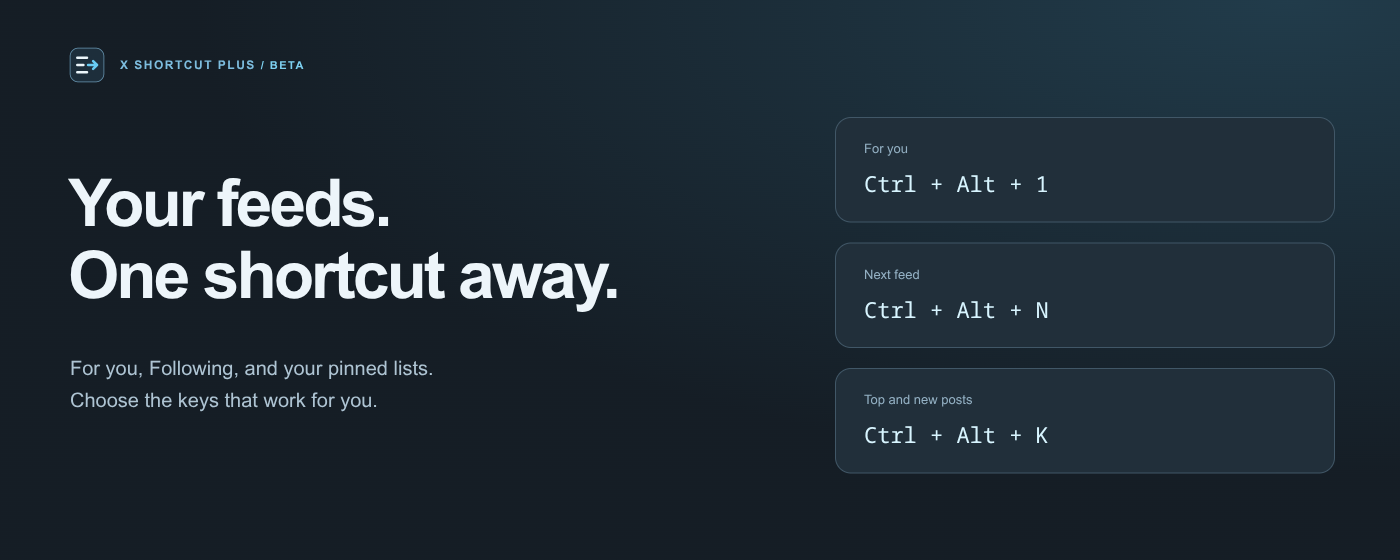 X SHORTCUT PLUS / BETA
Your feeds.
One shortcut away.
For you, Following, and your pinned lists.
Choose the keys that work for you.
For you
Ctrl + Alt + 1
Next feed
Ctrl + Alt + N
Top and new posts
Ctrl + Alt + K